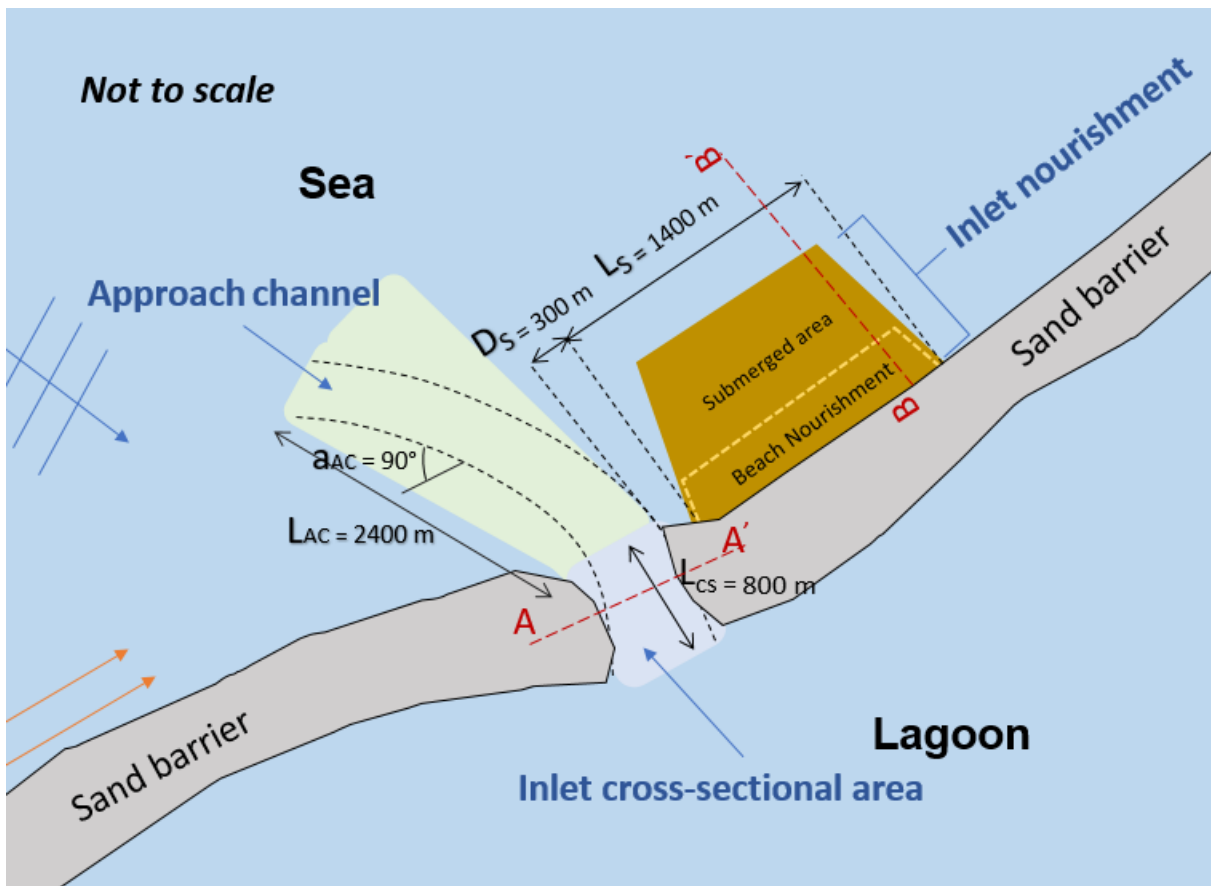 Not to scale
Sea
Inlet nourishment
B'
LS = 1400 m
Approach channel
DS = 300 m
Sand barrier
Submerged area
Beach Nourishment
B
aAC = 90°
LAC = 2400 m
A'
LCS = 800 m
A
Sand barrier
Lagoon
Inlet cross-sectional area